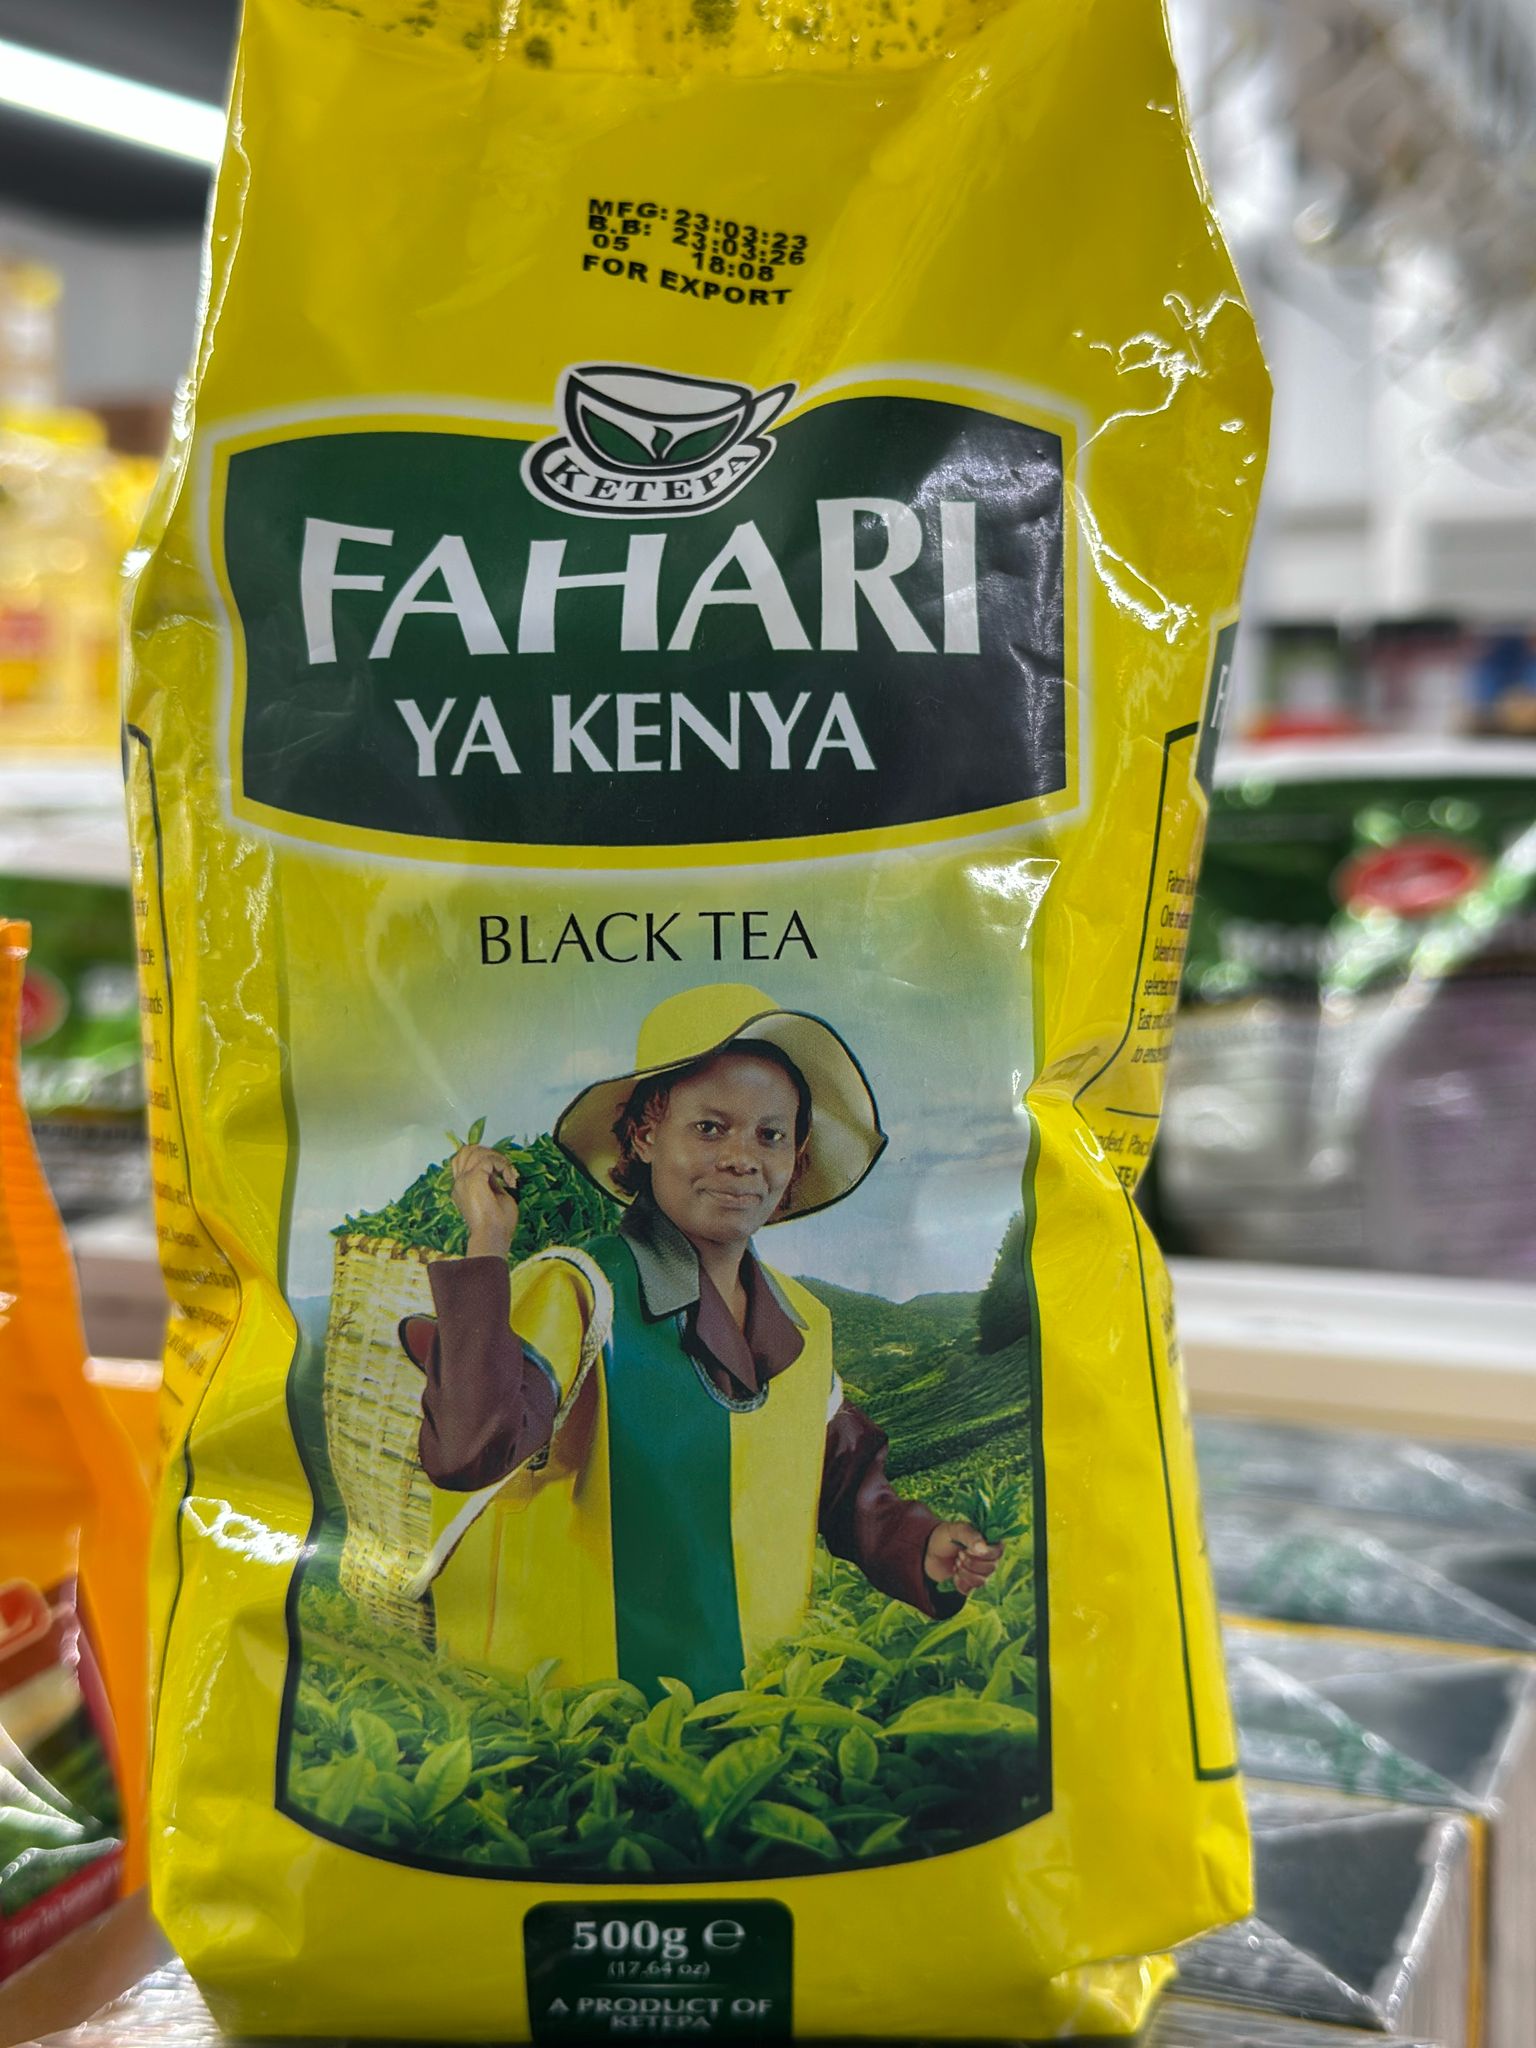 MFG: 23:03:23
B.B: 23:03:26
05 18:08
FOR EXPORT
KETEPA
FAHARI
YA KENYA
BLACK TEA
500g ℮
(17.64 oz)
A PRODUCT OF
KETEPA